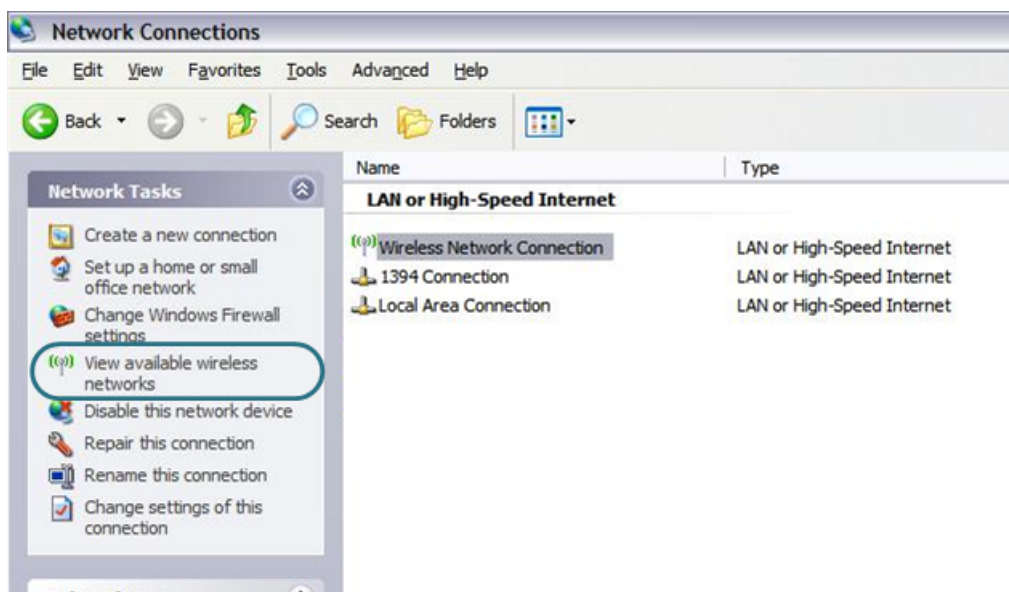 Network Connections
File Edit View Favorites Tools Advanced Help
Back Search Folders
Network Tasks
Create a new connection
Set up a home or small
office network
Change Windows Firewall
settings
View available wireless
networks
Disable this network device
Repair this connection
Rename this connection
Change settings of this
connection
Name Type
LAN or High-Speed Internet
Wireless Network Connection LAN or High-Speed Internet
1394 Connection LAN or High-Speed Internet
Local Area Connection LAN or High-Speed Internet